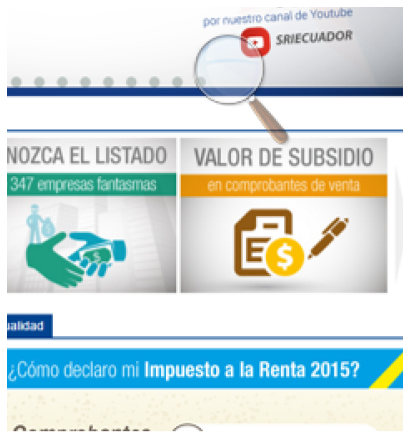 por nuestro canal de Youtube
SRIECUADOR
NOZCA EL LISTADO
347 empresas fantasmas
VALOR DE SUBSIDIO
en comprobantes de venta
ualidad
¿Cómo declaro mi Impuesto a la Renta 2015?
Comprobantes